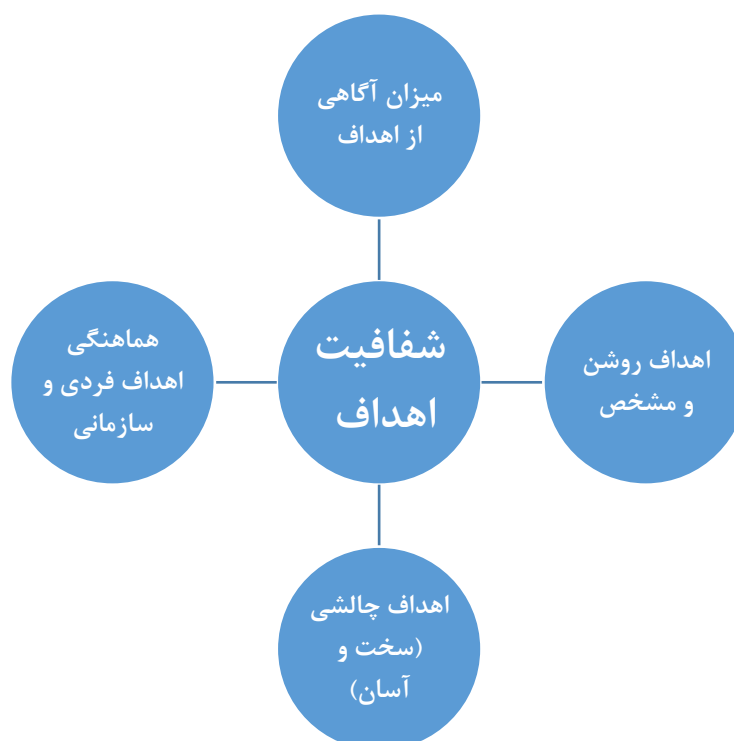 میزان آگاهی
از اهداف
شفافیت
اهداف
اهداف روشن
و مشخص
هماهنگی
اهداف فردی و
سازمانی
اهداف چالشی
(سخت و
آسان)